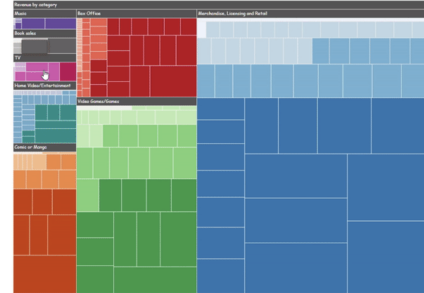 Revenue by category
Music
Book sales
TV
Home Video/Entertainment
Comic or Manga
Box Office
Video Games/Games
Merchandise, Licensing and Retail